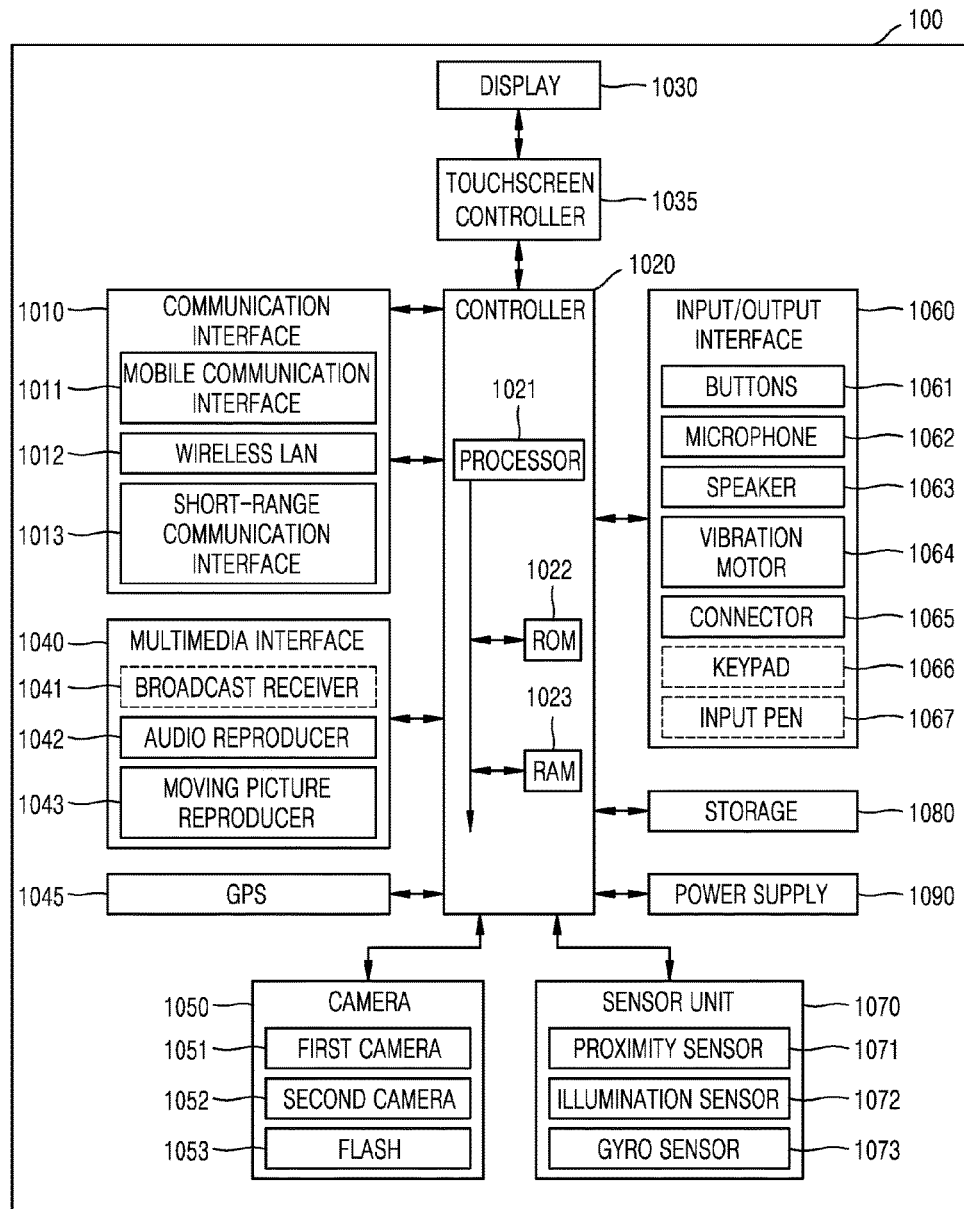 100
DISPLAY
1030
TOUCHSCREEN
CONTROLLER
1035
1020
1010
COMMUNICATION
INTERFACE
1011
MOBILE COMMUNICATION
INTERFACE
1012
WIRELESS LAN
1013
SHORT-RANGE
COMMUNICATION
INTERFACE
1040
MULTIMEDIA INTERFACE
1041
BROADCAST RECEIVER
1042
AUDIO REPRODUCER
1043
MOVING PICTURE
REPRODUCER
1045
GPS
CONTROLLER
1021
PROCESSOR
1022
ROM
1023
RAM
INPUT/OUTPUT
INTERFACE
1060
BUTTONS
1061
MICROPHONE
1062
SPEAKER
1063
VIBRATION
MOTOR
1064
CONNECTOR
1065
KEYPAD
1066
INPUT PEN
1067
STORAGE
1080
POWER SUPPLY
1090
1050
CAMERA
1051
FIRST CAMERA
1052
SECOND CAMERA
1053
FLASH
SENSOR UNIT
1070
PROXIMITY SENSOR
1071
ILLUMINATION SENSOR
1072
GYRO SENSOR
1073